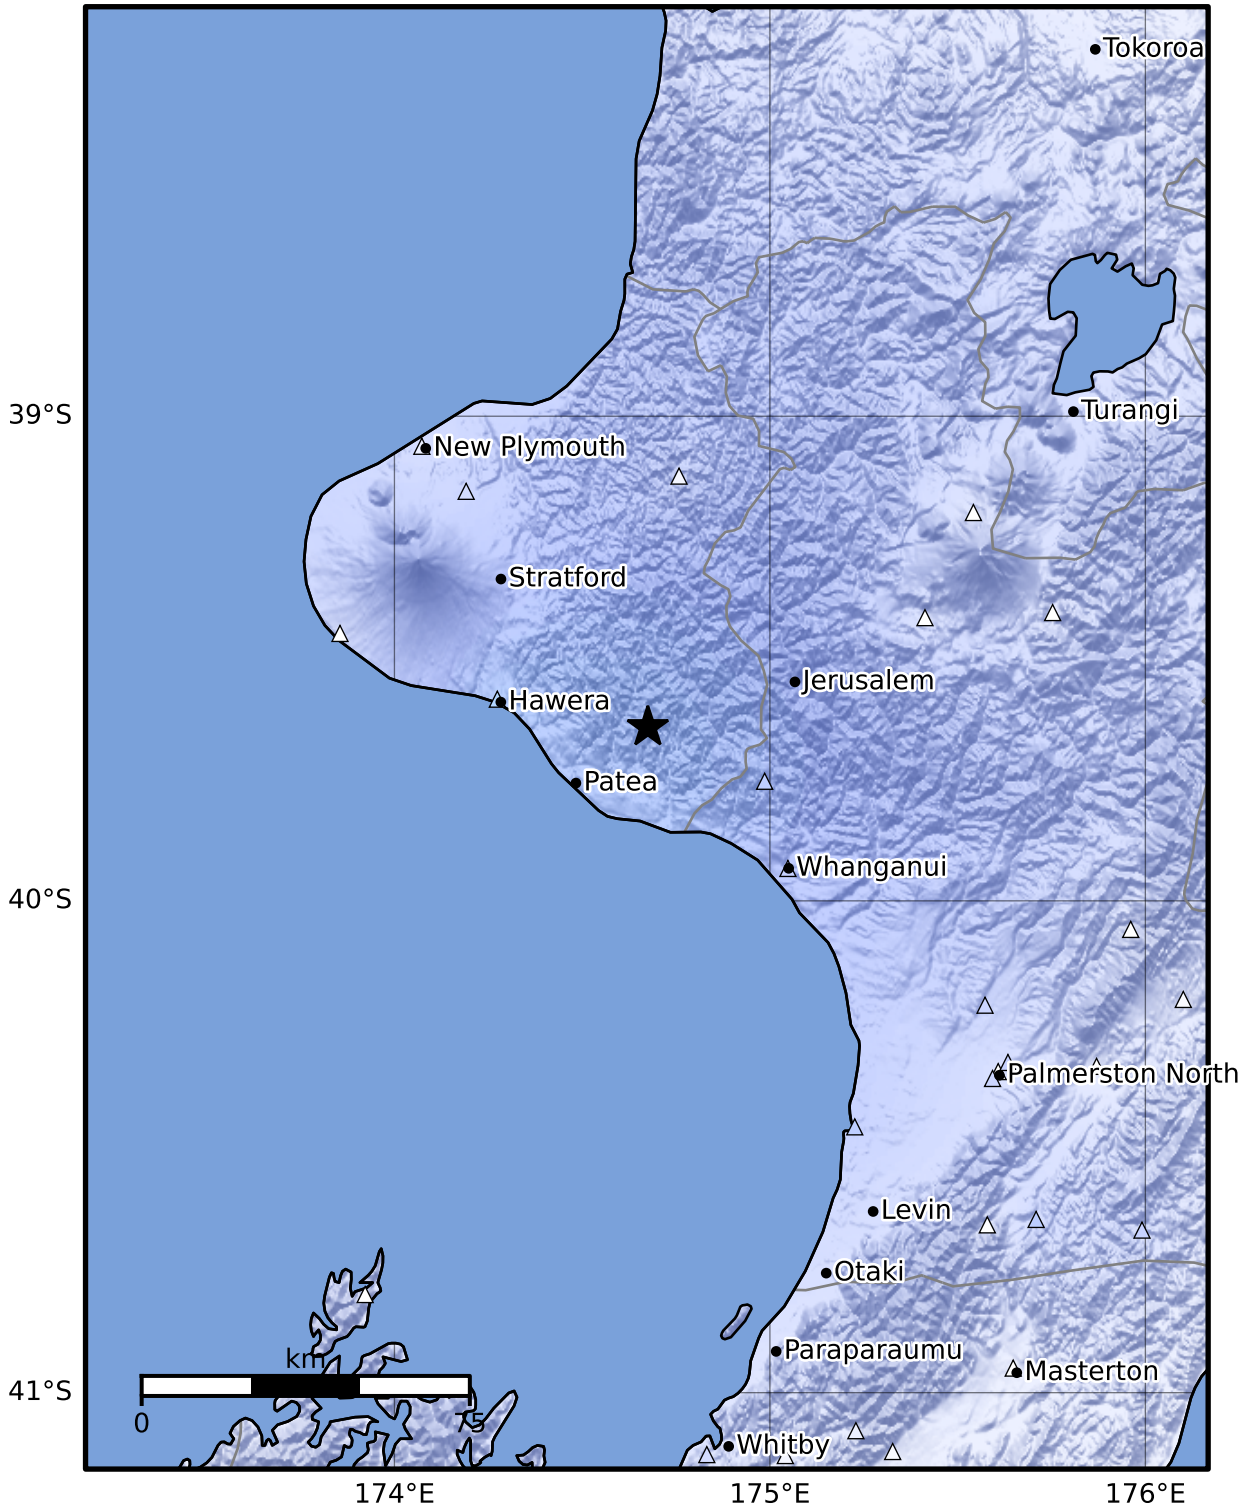 Tokoroa
39°S
Turangi
New Plymouth
Stratford
Jerusalem
Hawera
Patea
Whanganui
40°S
Palmerston North
Levin
Otaki
km
Paraparaumu
Masterton
41°S
0
75
Whitby
174°E
175°E
176°E